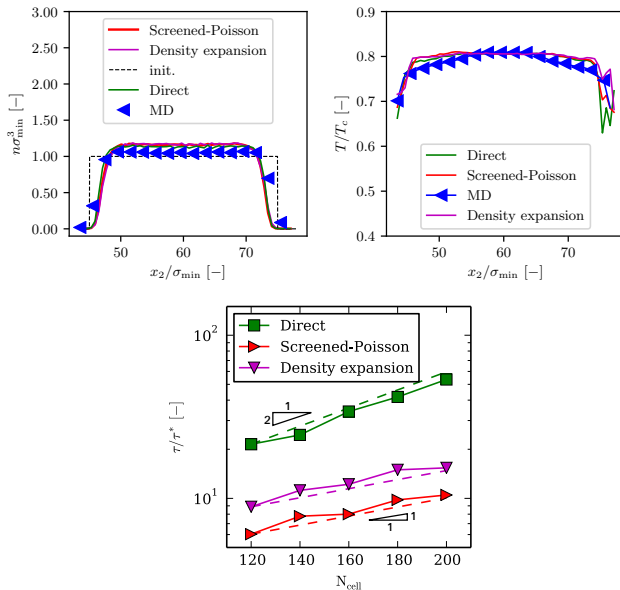 3.00
2.50
2.00
1.50
1.00
0.50
0.00
nσ³min [−]
Screened-Poisson
Density expansion
init.
Direct
MD
50 60 70
x₂/σmin [−]
0.9
0.8
0.7
0.6
0.5
0.4
T/Tc [−]
Direct
Screened-Poisson
MD
Density expansion
50 60 70
x₂/σmin [−]
10²
10¹
τ/τ* [−]
Direct
Screened-Poisson
Density expansion
1
2
1
1
120 140 160 180 200
Ncell